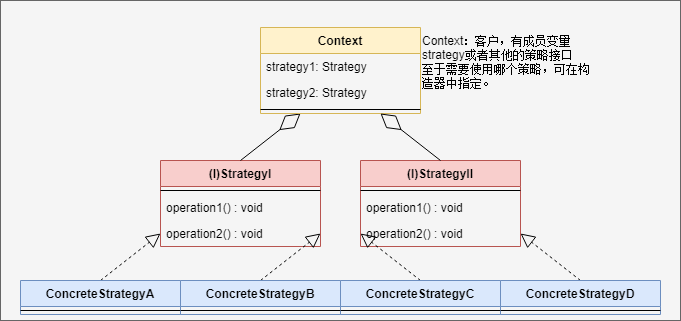 Context
strategy1: Strategy
strategy2: Strategy
Context：客户，有成员变量
strategy或者其他的策略接口
至于需要使用哪个策略，可在构
造器中指定。
(I)StrategyI
operation1() : void
operation2() : void
(I)StrategyII
operation1() : void
operation2() : void
ConcreteStrategyA
ConcreteStrategyB
ConcreteStrategyC
ConcreteStrategyD